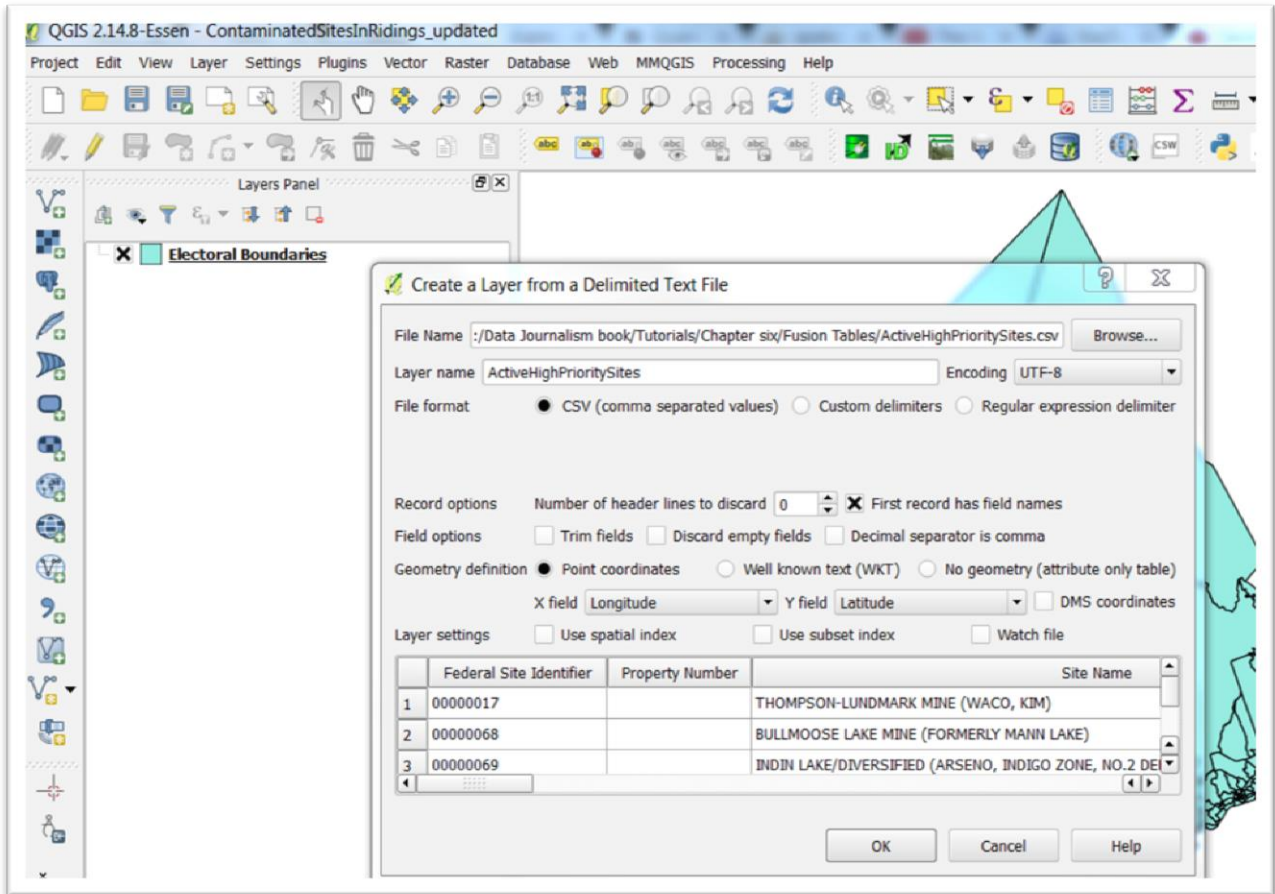 QGIS 2.14.8-Essen - ContaminatedSitesInRidings_updated
Project Edit View Layer Settings Plugins Vector Raster Database Web MMQGIS Processing Help
Layers Panel
Electoral Boundaries
Create a Layer from a Delimited Text File
File Name :/Data Journalism book/Tutorials/Chapter six/Fusion Tables/ActiveHighPrioritySites.csv Browse...
Layer name ActiveHighPrioritySites Encoding UTF-8
File format CSV (comma separated values) Custom delimiters Regular expression delimiter
Record options Number of header lines to discard 0 First record has field names
Field options Trim fields Discard empty fields Decimal separator is comma
Geometry definition Point coordinates Well known text (WKT) No geometry (attribute only table)
X field Longitude Y field Latitude DMS coordinates
Layer settings Use spatial index Use subset index Watch file
Federal Site Identifier Property Number Site Name
1 00000017 THOMPSON-LUNDMARK MINE (WACO, KIM)
2 00000068 BULLMOOSE LAKE MINE (FORMERLY MANN LAKE)
3 00000069 INDIN LAKE/DIVERSIFIED (ARSENO, INDIGO ZONE, NO.2 DE
OK Cancel Help